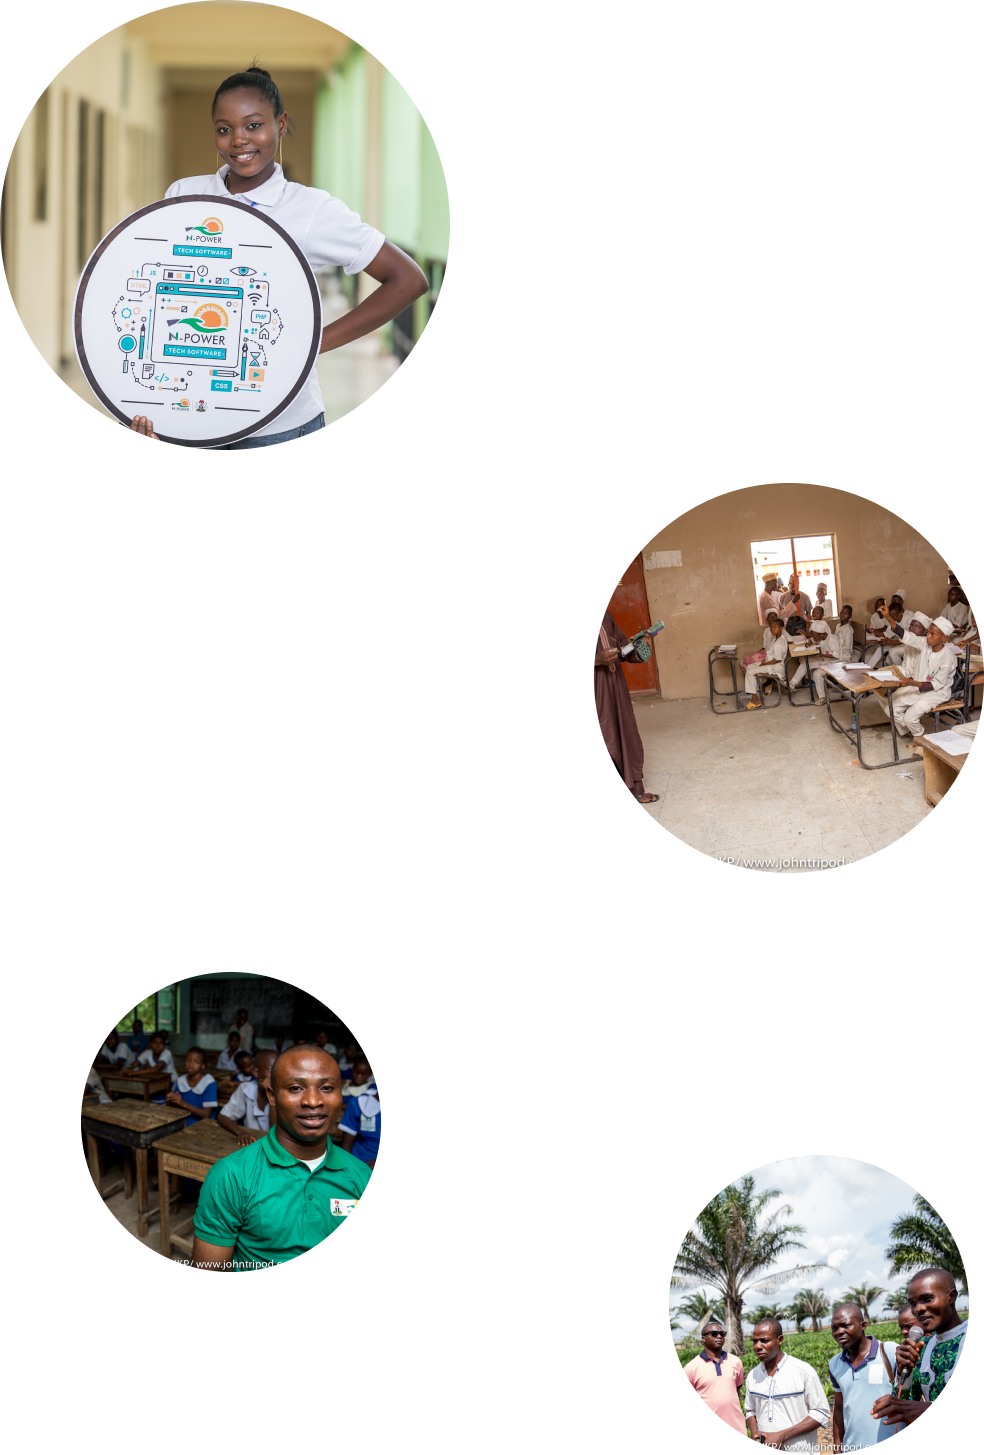 N-POWER
TECH SOFTWARE
JS
HTML
PHP
N-POWER
TECH SOFTWARE
</>
CSS
N-POWER
KP/ www.johntripod.c
KP/ www.johntripod.c
KP/ www.johntripod.c